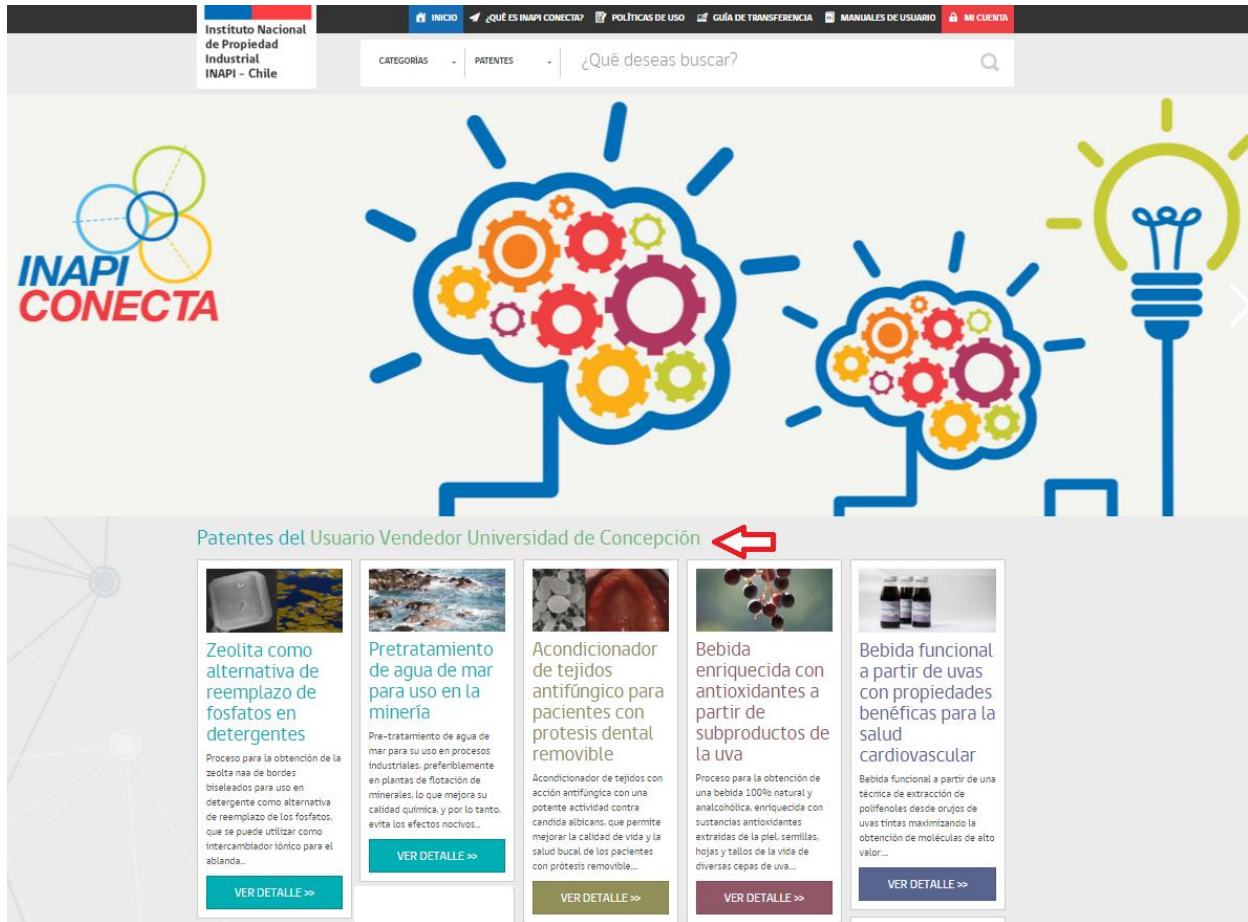 Instituto Nacional
de Propiedad
Industrial
INAPI - Chile
INICIO ¿QUÉ ES INAPI CONECTA? POLÍTICAS DE USO GUÍA DE TRANSFERENCIA MANUALES DE USUARIO MI CUENTA
CATEGORÍAS PATENTES ¿Qué deseas buscar?
INAPI
CONECTA
Patentes del Usuario Vendedor Universidad de Concepción
Zeolita como
alternativa de
reemplazo de
fosfatos en
detergentes
Proceso para la obtención de la
zeolta naa de bordes
biselados para uso en
detergente como alternativa
de reemplazo de los fosfatos,
que se puede utilizar como
intercambiador iónico para el
ablanda...
VER DETALLE >>
Pretratamiento
de agua de mar
para uso en la
minería
Pre-tratamiento de agua de
mar para su uso en procesos
industriales, preferiblemente
en plantas de flotación de
minerales, lo que mejora su
calidad química, y por lo tanto,
evita los efectos nocivos...
VER DETALLE >>
Acondicionador
de tejidos
antifúngico para
pacientes con
protesis dental
removible
Acondicionador de tejidos con
acción antifúngica con una
potente actividad contra
candida albicans, que permite
mejorar la calidad de vida y la
salud bucal de los pacientes
con prótesis removible...
VER DETALLE >>
Bebida
enriquecida con
antioxidantes a
partir de
subproductos de
la uva
Proceso para la obtención de
una bebida 100% natural y
analcohólica, enriquecida con
sustancias antioxidantes
extraidas de la piel, semillas,
hojas y tallos de la vida de
diversas cepas de uva...
VER DETALLE >>
Bebida funcional
a partir de uvas
con propiedades
benéficas para la
salud
cardiovascular
Bebida funcional a partir de una
técnica de extracción de
polifenoles desde orujos de
uvas tintas maximizando la
obtención de moléculas de alto
valor....
VER DETALLE >>